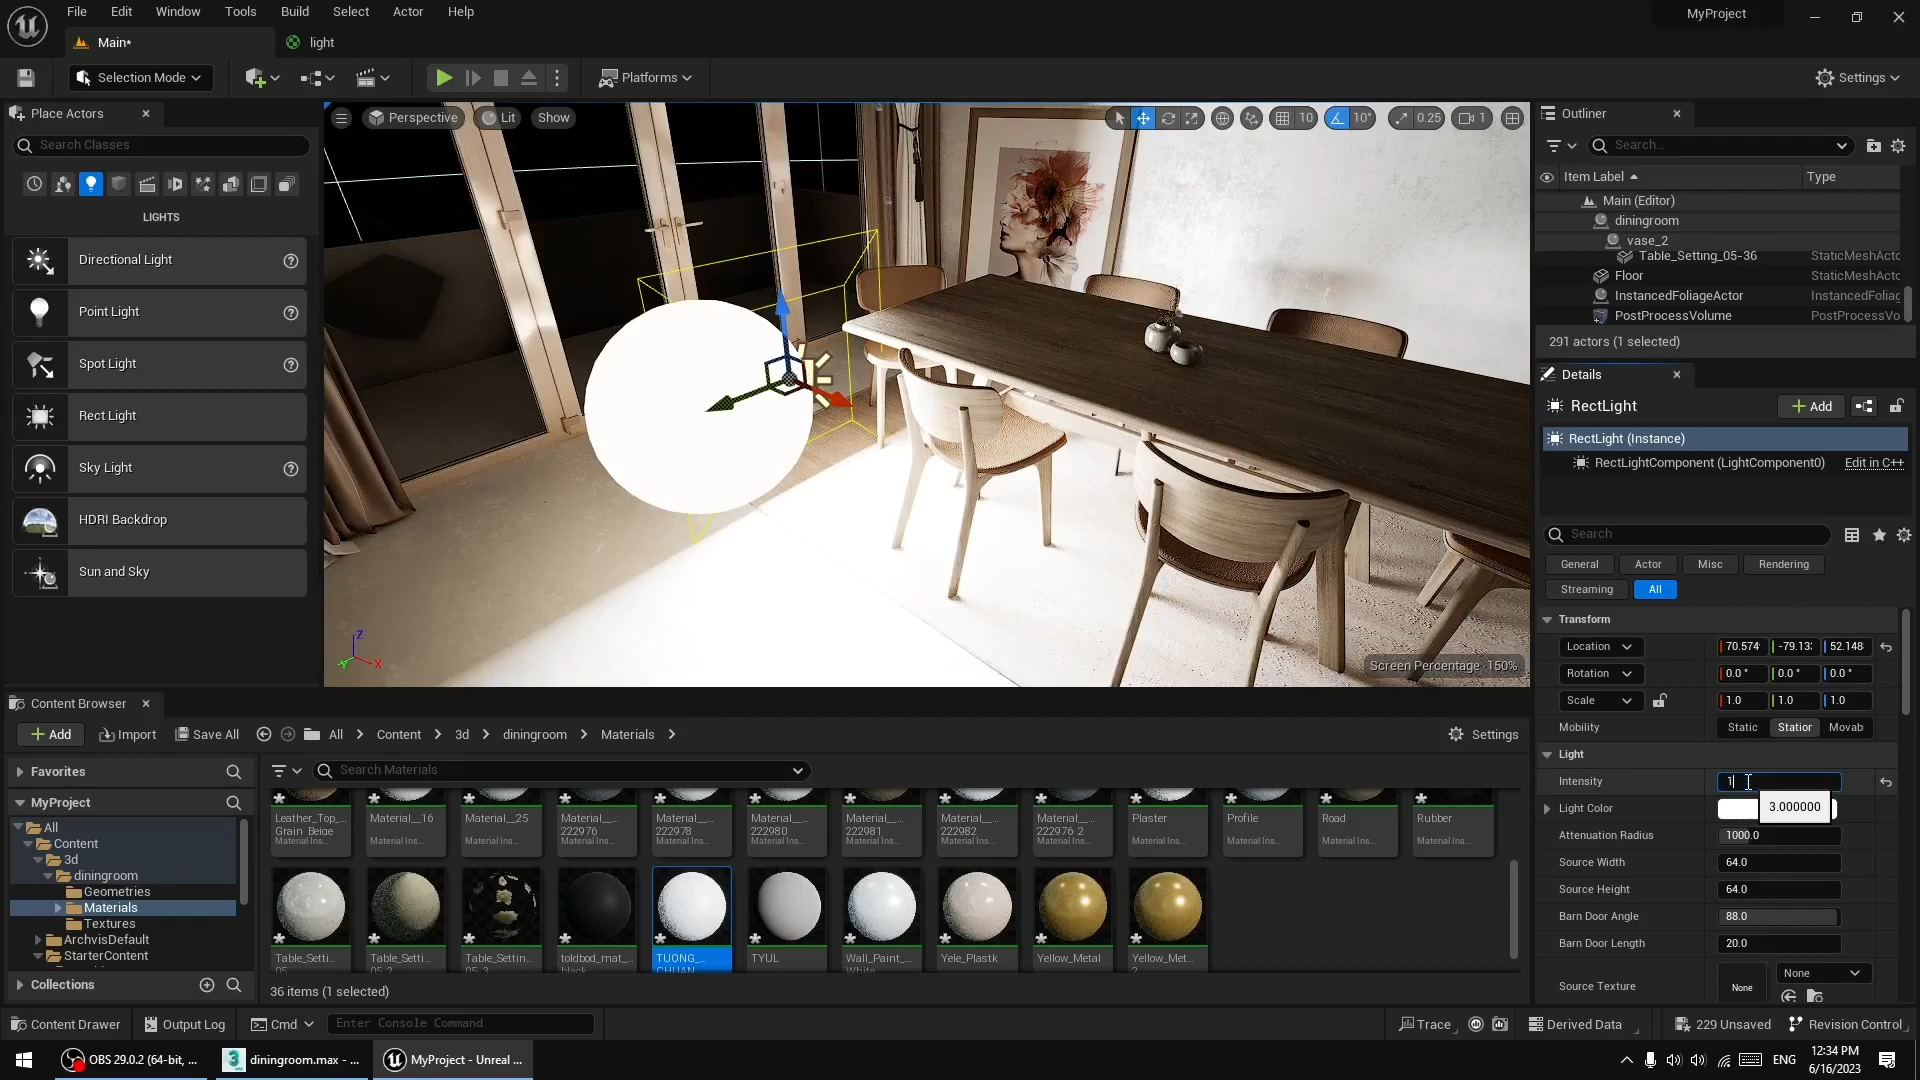 File Edit Window Tools Build Select Actor Help
MyProject
Main*
light
Selection Mode
Platforms
Settings
Place Actors
Search Classes
LIGHTS
Directional Light
Point Light
Spot Light
Rect Light
Sky Light
HDRI Backdrop
Sun and Sky
Perspective
Lit
Show
10
10°
0.25
1
Z
X
Screen Percentage 150%
Outliner
Search...
Item Label
Type
Main (Editor)
diningroom
vase_2
Table_Setting_05-36 StaticMeshActo
Floor StaticMeshActo
InstancedFoliageActor InstancedFoliag
PostProcessVolume PostProcessVo
291 actors (1 selected)
Details
RectLight
Add
RectLight (Instance)
RectLightComponent (LightComponent0) Edit in C++
Search
General Actor Misc Rendering
Streaming All
Transform
Location 70.574 -79.13 52.148
Rotation 0.0 ° 0.0 ° 0.0 °
Scale 1.0 1.0 1.0
Mobility Static Station Movab
Light
Intensity 1
Light Color 3.000000
Attenuation Radius 1000.0
Source Width 64.0
Source Height 64.0
Barn Door Angle 88.0
Barn Door Length 20.0
Source Texture None None
Content Browser
Add Import Save All All Content 3d diningroom Materials
Settings
Favorites
MyProject
All
Content
3d
diningroom
Geometries
Materials
Textures
ArchvisDefault
StarterContent
Collections
Search Materials
Leather_Top_...
Grain_Beige
Material Ins...
Material__16
Material Ins...
Material__25
Material Ins...
Material__...
222976
Material Ins...
Material__...
222978
Material Ins...
Material__...
222980
Material Ins...
Material__...
222981
Material Ins...
Material__...
222982
Material Ins...
Material__...
222976_2
Material Ins...
Plaster
Material Ins...
Profile
Material Ins...
Road
Material Ins...
Rubber
Material Ins...
Table_Setti...
05
Table_Setti...
05_2
Table_Settin...
05_3
toldbod_mat_...
black
TUONG_...
CHUAN
TYUL
Wall_Paint_...
White
Yele_Plastk
Yellow_Metal
Yellow_Met...
2
36 items (1 selected)
Content Drawer Output Log Cmd Enter Console Command
Trace Derived Data 229 Unsaved Revision Control
OBS 29.0.2 (64-bit, ...
diningroom.max - ...
MyProject - Unreal ...
ENG
12:34 PM
6/16/2023